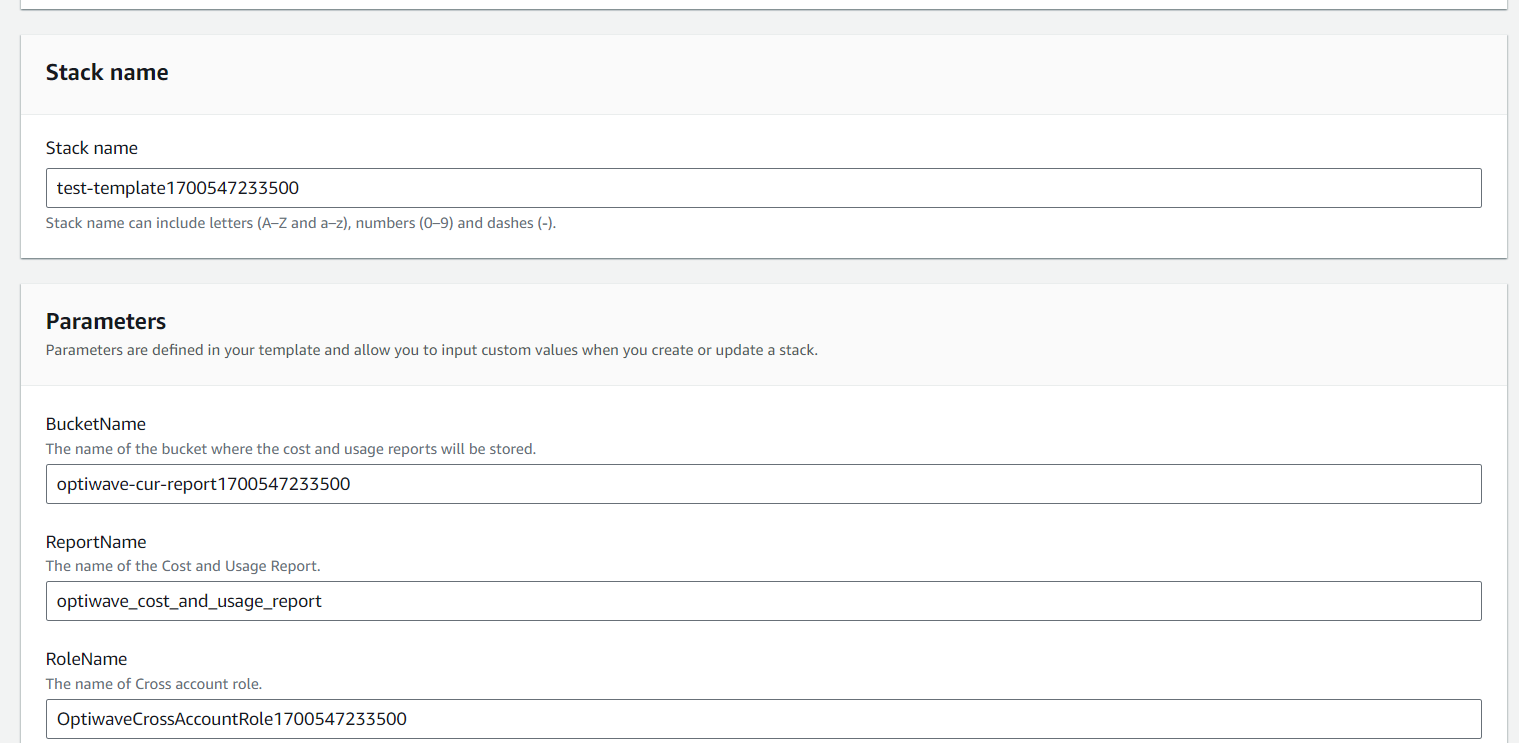 Stack name
Stack name
test-template1700547233500
Stack name can include letters (A–Z and a–z), numbers (0–9) and dashes (-).
Parameters
Parameters are defined in your template and allow you to input custom values when you create or update a stack.
BucketName
The name of the bucket where the cost and usage reports will be stored.
optiwave-cur-report1700547233500
ReportName
The name of the Cost and Usage Report.
optiwave_cost_and_usage_report
RoleName
The name of Cross account role.
OptiwaveCrossAccountRole1700547233500